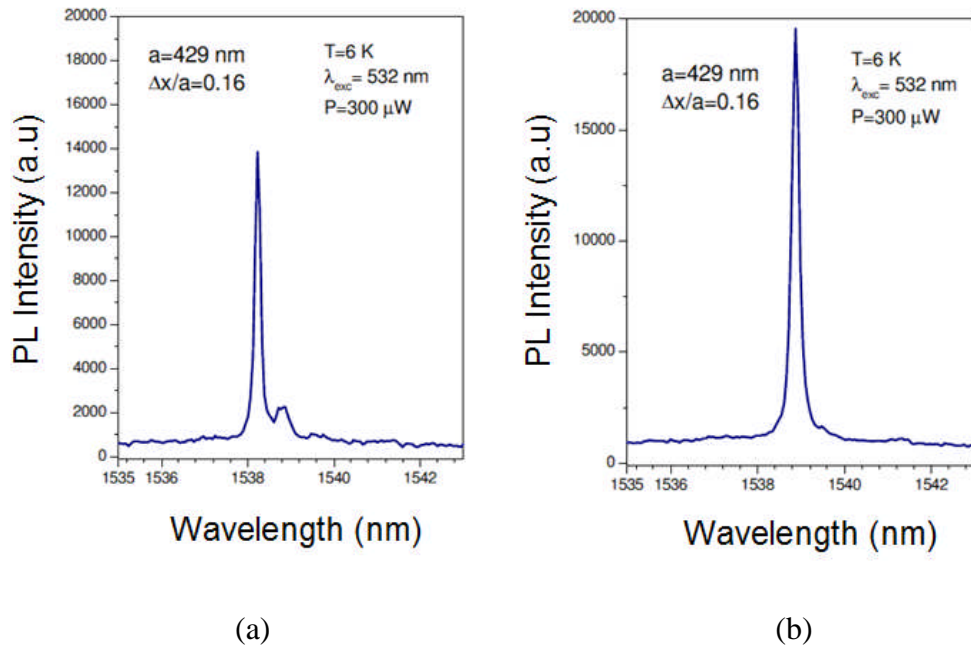 20000
18000
16000
14000
12000
10000
8000
6000
4000
2000
0
PL Intensity (a.u)
a=429 nm
Δx/a=0.16
T=6 K
λexc= 532 nm
P=300 μW
1535 1536 1538 1540 1542
Wavelength (nm)
(a)
20000
15000
10000
5000
0
PL Intensity (a.u)
a=429 nm
Δx/a=0.16
T=6 K
λexc= 532 nm
P=300 μW
1535 1536 1538 1540 1542
Wavelength (nm)
(b)